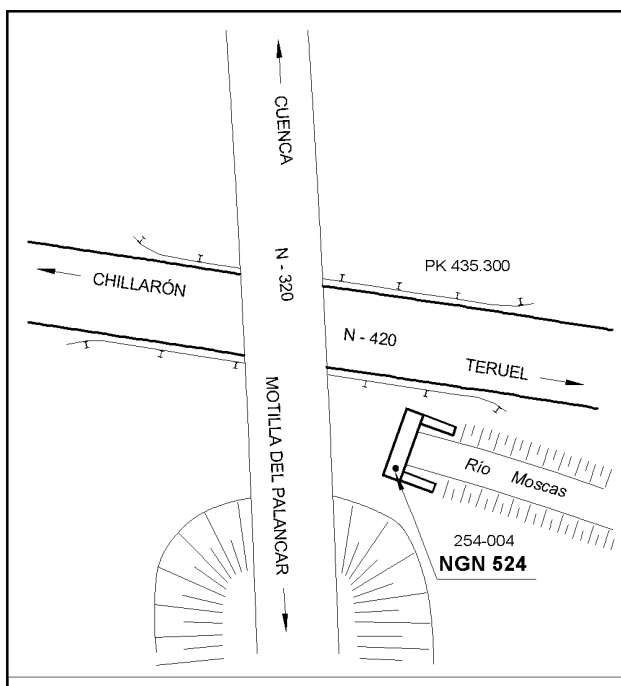 CUENCA
N - 320
PK 435.300
CHILLARÓN
N - 420
TERUEL
MOTILLA DEL PALANCAR
Río Moscas
254-004
NGN 524